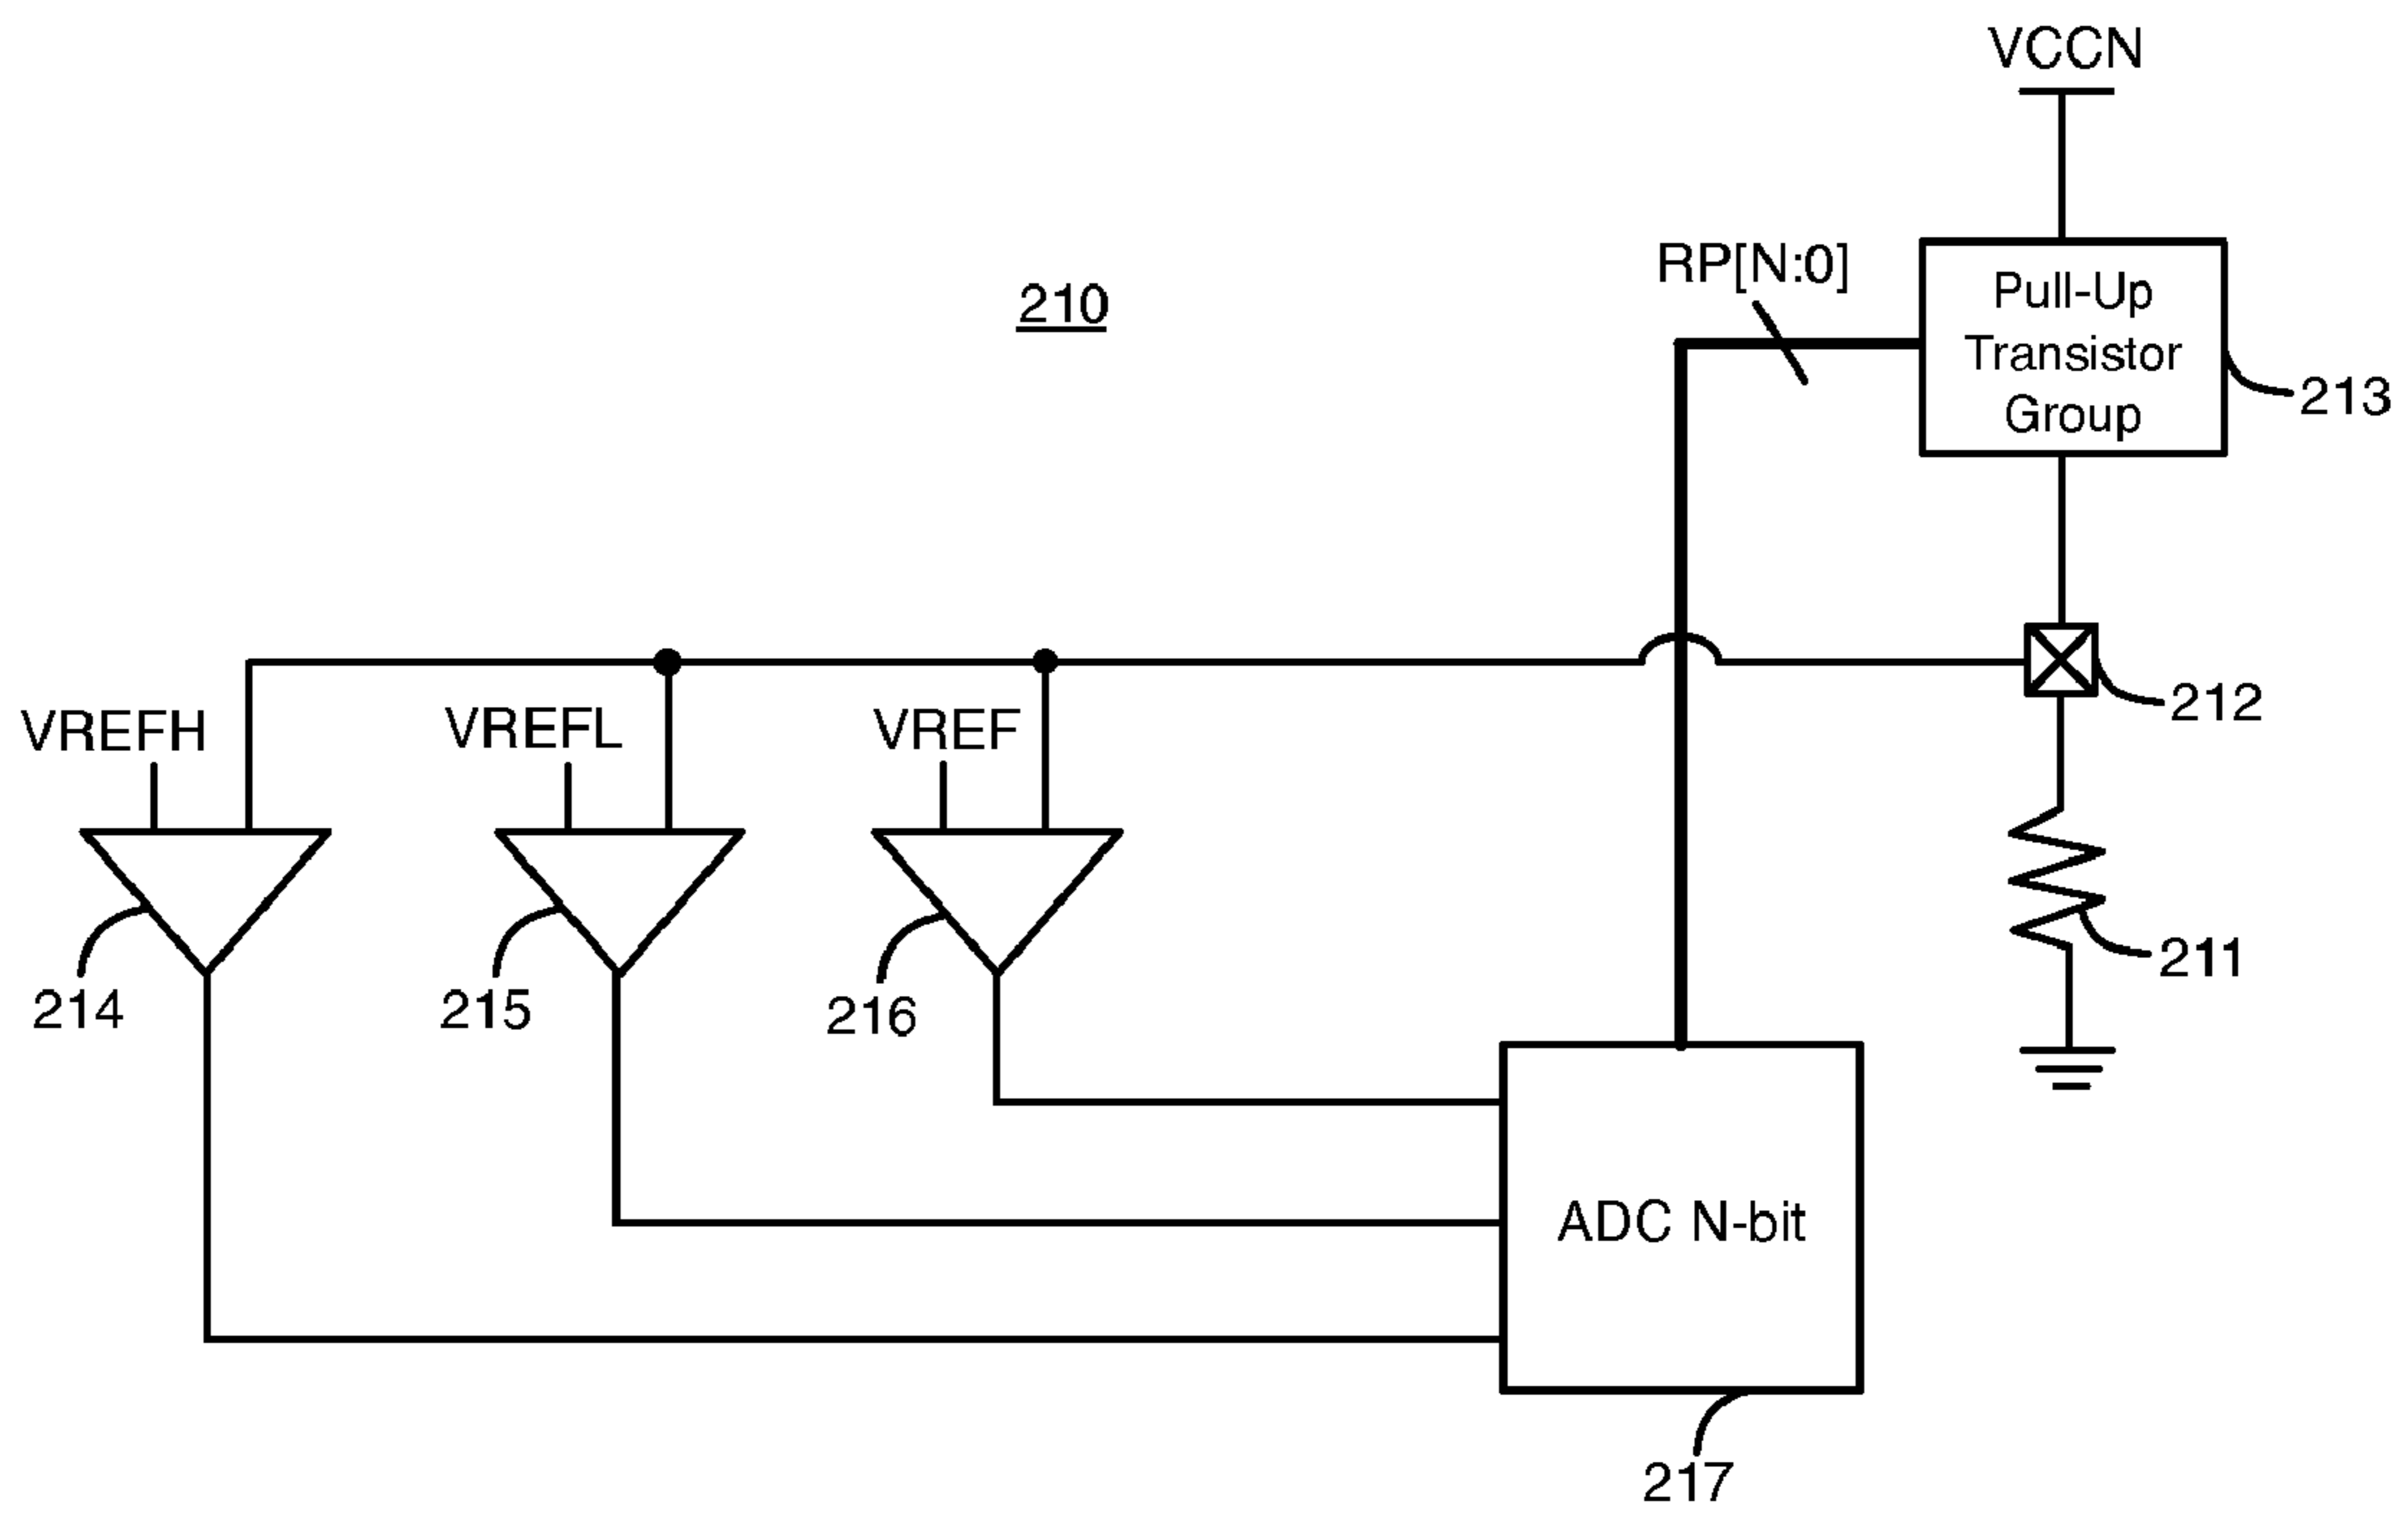 VCCN
RP[N:0]
Pull-Up
Transistor
Group
210
213
212
VREFH
VREFL
VREF
211
214
215
216
ADC N-bit
217